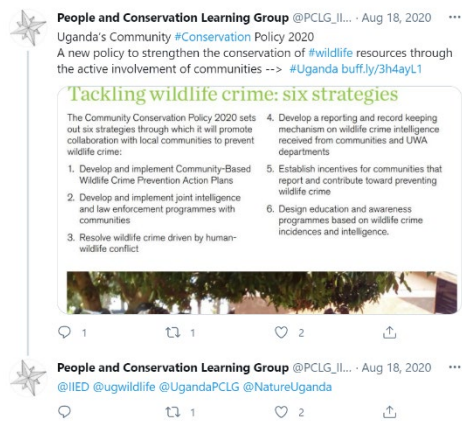 People and Conservation Learning Group @PCLG_II... · Aug 18, 2020
Uganda's Community #Conservation Policy 2020
A new policy to strengthen the conservation of #wildlife resources through
the active involvement of communities --> #Uganda buff.ly/3h4ayL1
Tackling wildlife crime: six strategies
The Community Conservation Policy 2020 sets
out six strategies through which it will promote
collaboration with local communities to prevent
wildlife crime:
1. Develop and implement Community-Based
Wildlife Crime Prevention Action Plans
2. Develop and implement joint intelligence
and law enforcement programmes with
communities
3. Resolve wildlife crime driven by human-
wildlife conflict
4. Develop a reporting and record keeping
mechanism on wildlife crime intelligence
received from communities and UWA
departments
5. Establish incentives for communities that
report and contribute toward preventing
wildlife crime
6. Design education and awareness
programmes based on wildlife crime
incidences and intelligence.
1 1 2
People and Conservation Learning Group @PCLG_II... · Aug 18, 2020
@IIED @ugwildlife @UgandaPCLG @NatureUganda
1 2